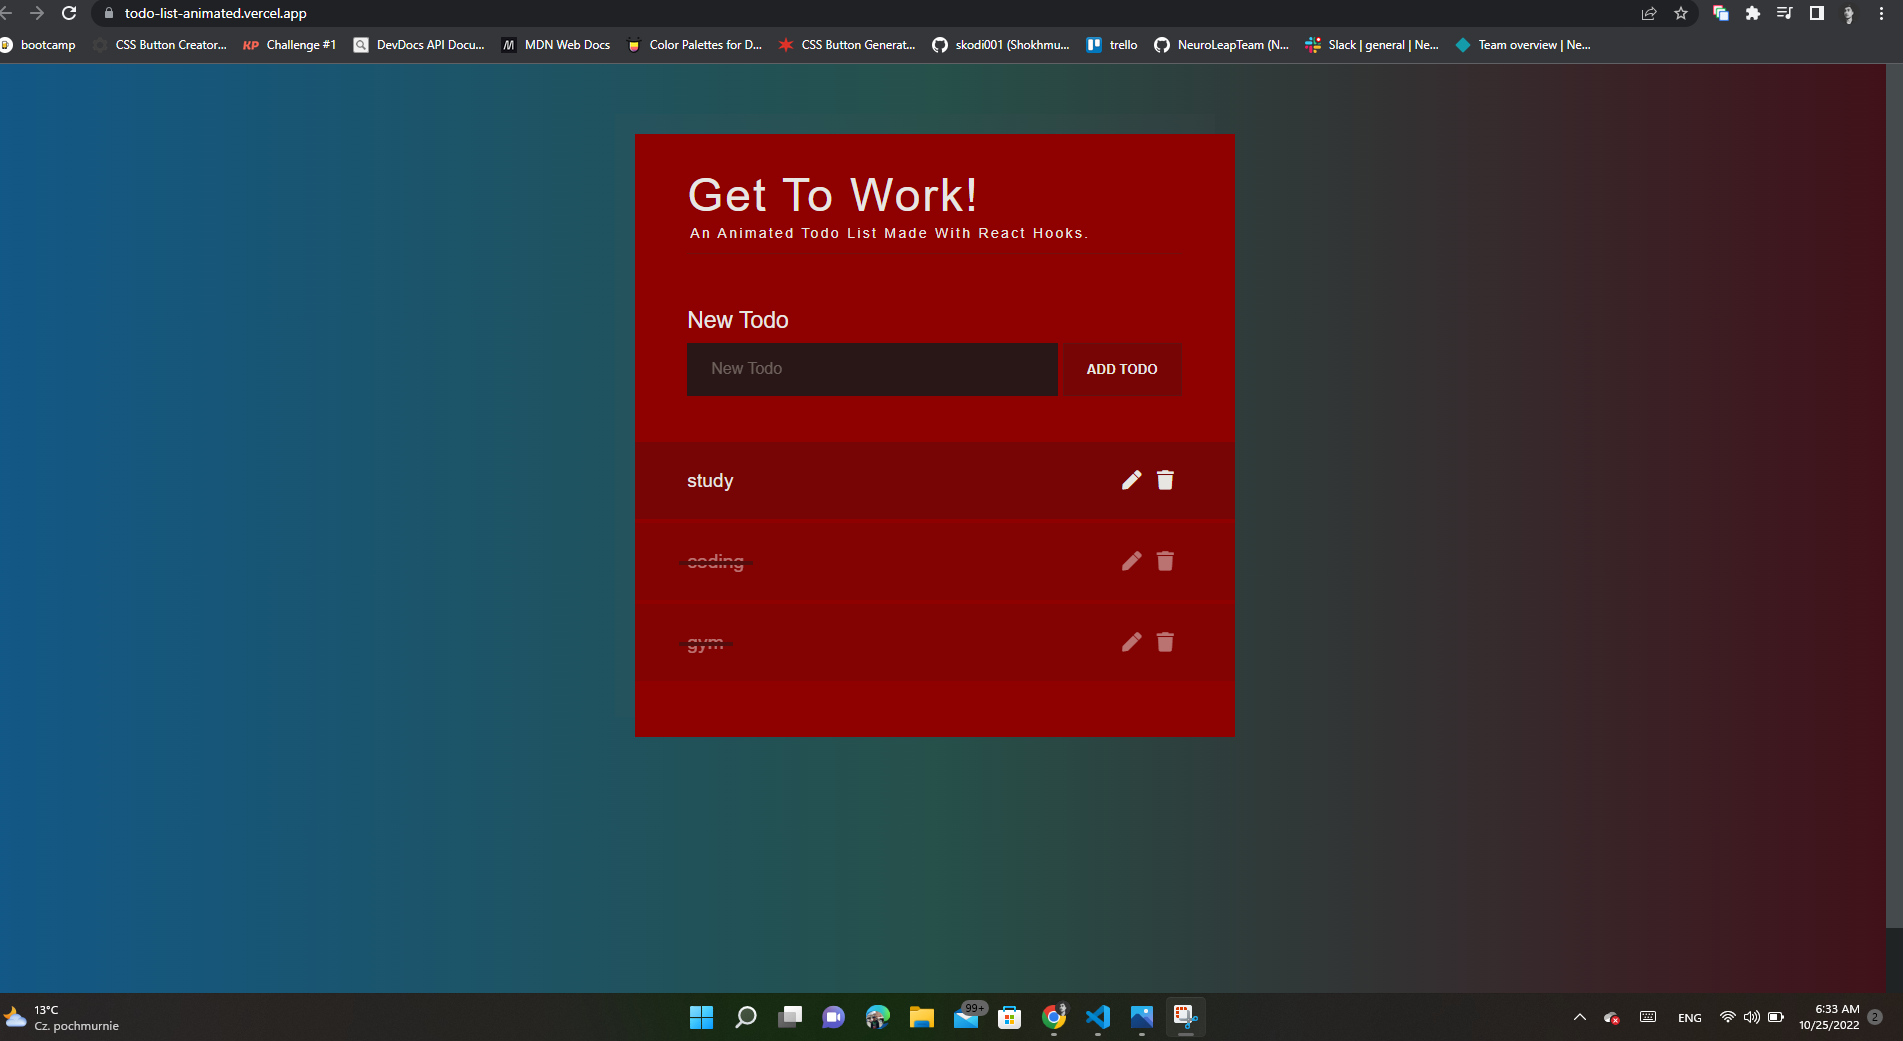 todo-list-animated.vercel.app
bootcamp CSS Button Creator... KP Challenge #1 DevDocs API Docu... M MDN Web Docs Color Palettes for D... CSS Button Generat... skodi001 (Shokhmu... trello NeuroLeapTeam (N... Slack | general | Ne... Team overview | Ne...
Get To Work!
An Animated Todo List Made With React Hooks.
New Todo
New Todo ADD TODO
study
coding
gym
13°C
Cz. pochmurnie
99+
ENG
6:33 AM
10/25/2022
2